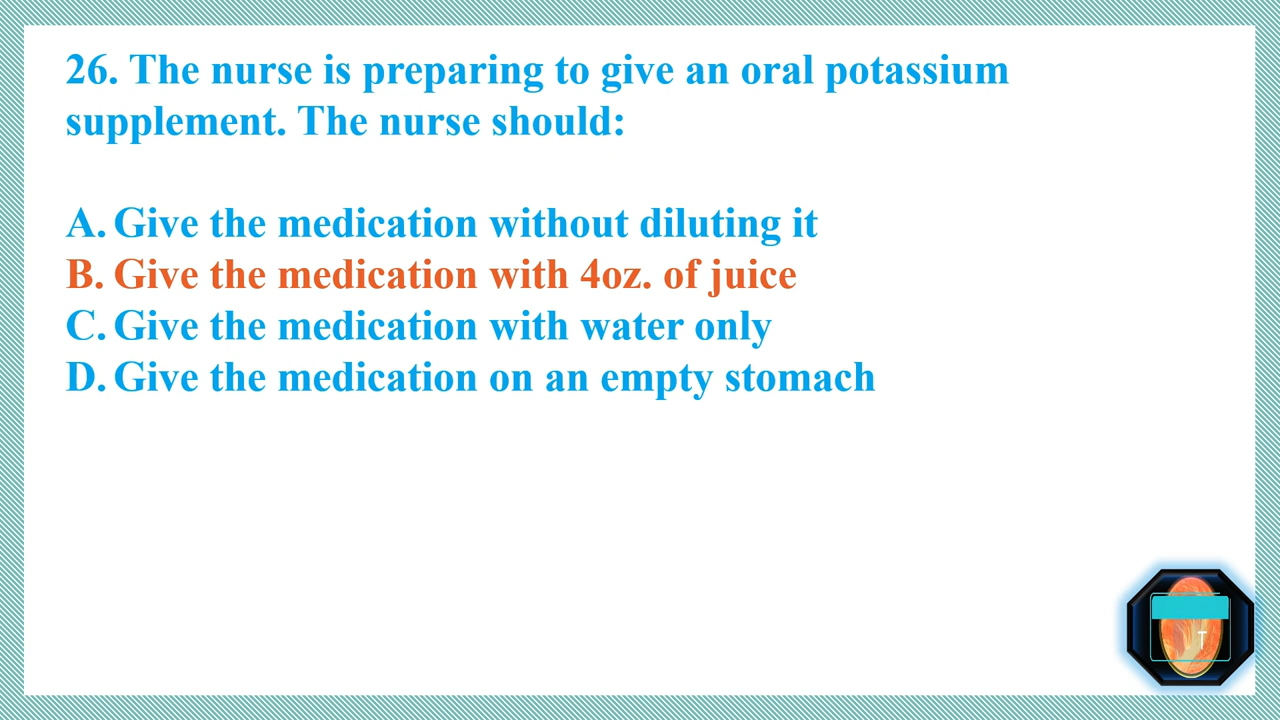 26. The nurse is preparing to give an oral potassium
supplement. The nurse should:
A. Give the medication without diluting it
B. Give the medication with 4oz. of juice
C. Give the medication with water only
D. Give the medication on an empty stomach
T